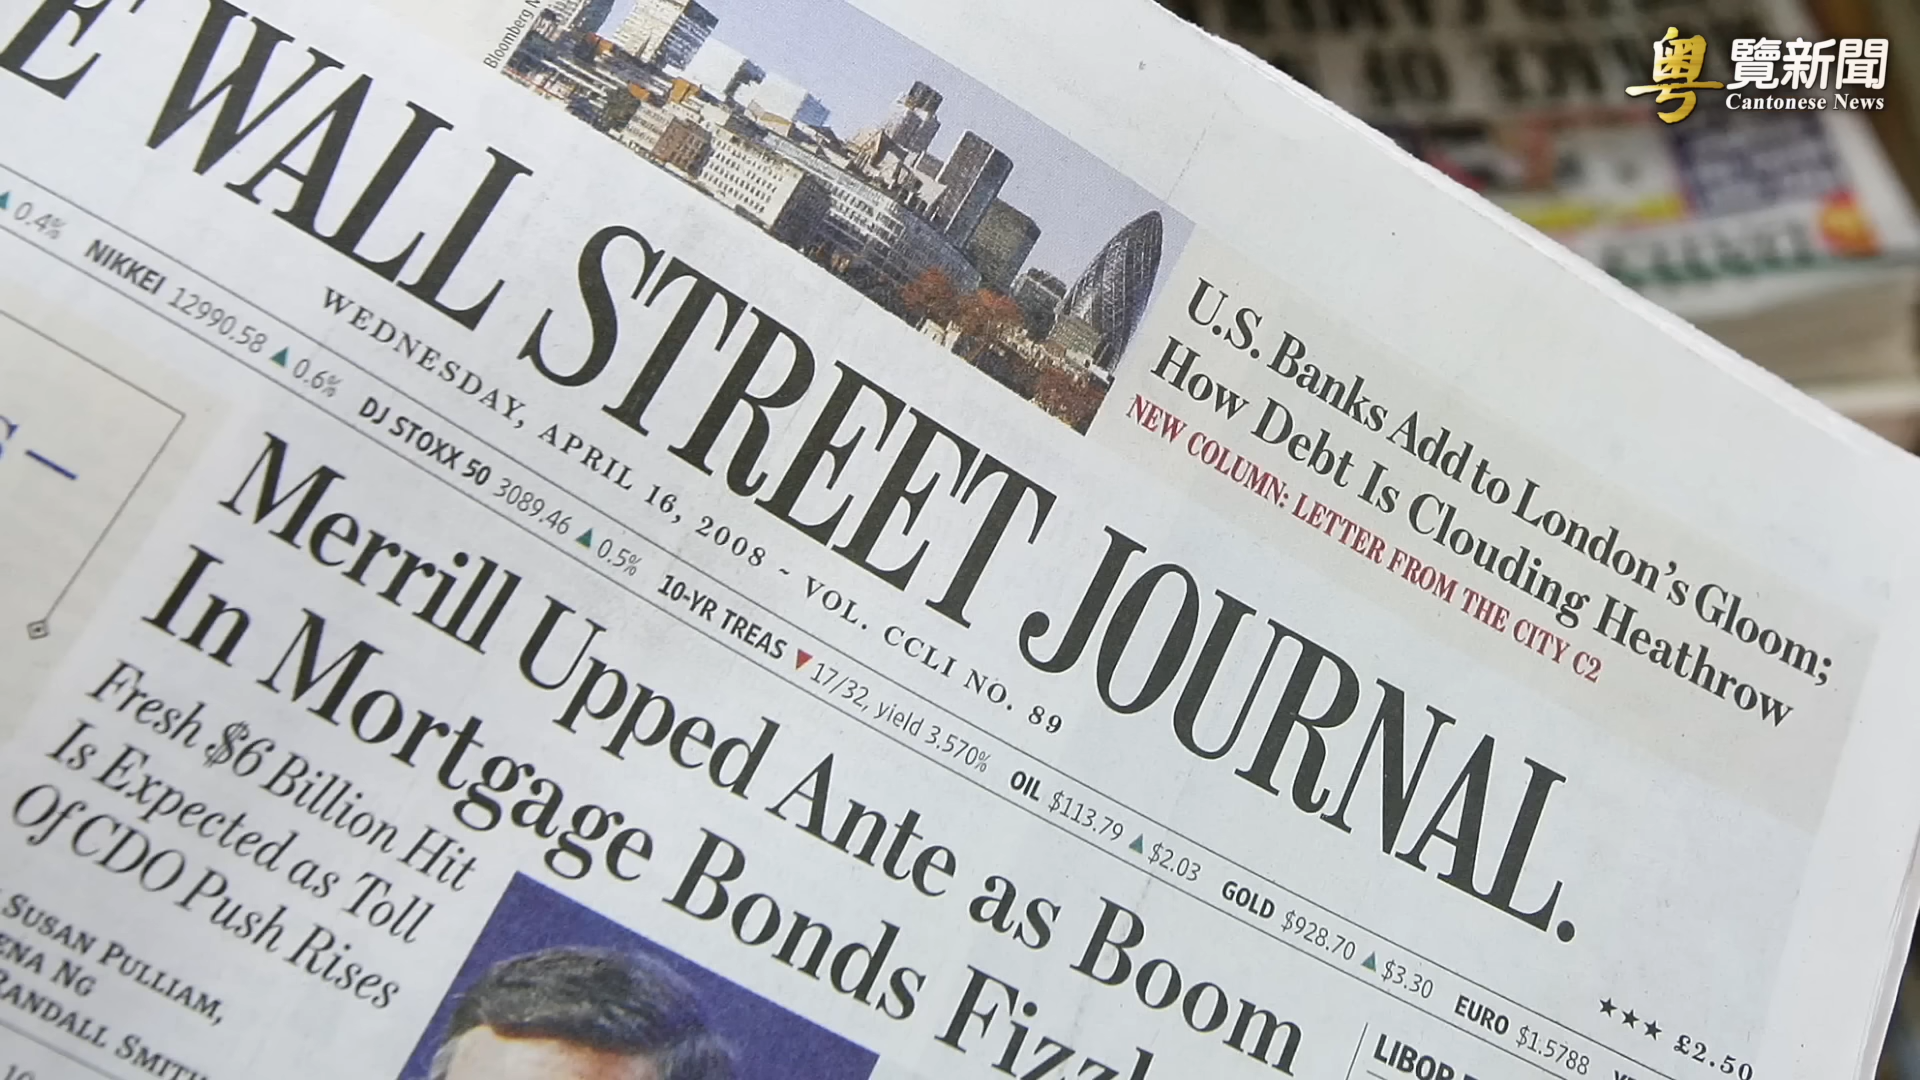 粵覽新聞
Cantonese News
Bloomberg
E WALL STREET JOURNAL.
U.S. Banks Add to London's Gloom;
How Debt Is Clouding Heathrow
NEW COLUMN: LETTER FROM THE CITY C2
WEDNESDAY, APRIL 16, 2008 ~ VOL. CCLI NO. 89
★★★ £2.50
▲ 0.4% NIKKEI 12990.58 ▲ 0.6% DJ STOXX 50 3089.46 ▲ 0.5% 10-YR TREAS ▼ 17/32, yield 3.570% OIL $113.79 ▲ $2.03 GOLD $928.70 ▲ $3.30 EURO $1.5788
Merrill Upped Ante as Boom
In Mortgage Bonds Fizzl
Fresh $6 Billion Hit
Is Expected as Toll
Of CDO Push Rises
SUSAN PULLIAM,
ENA NG
RANDALL SMITH
LIBOR